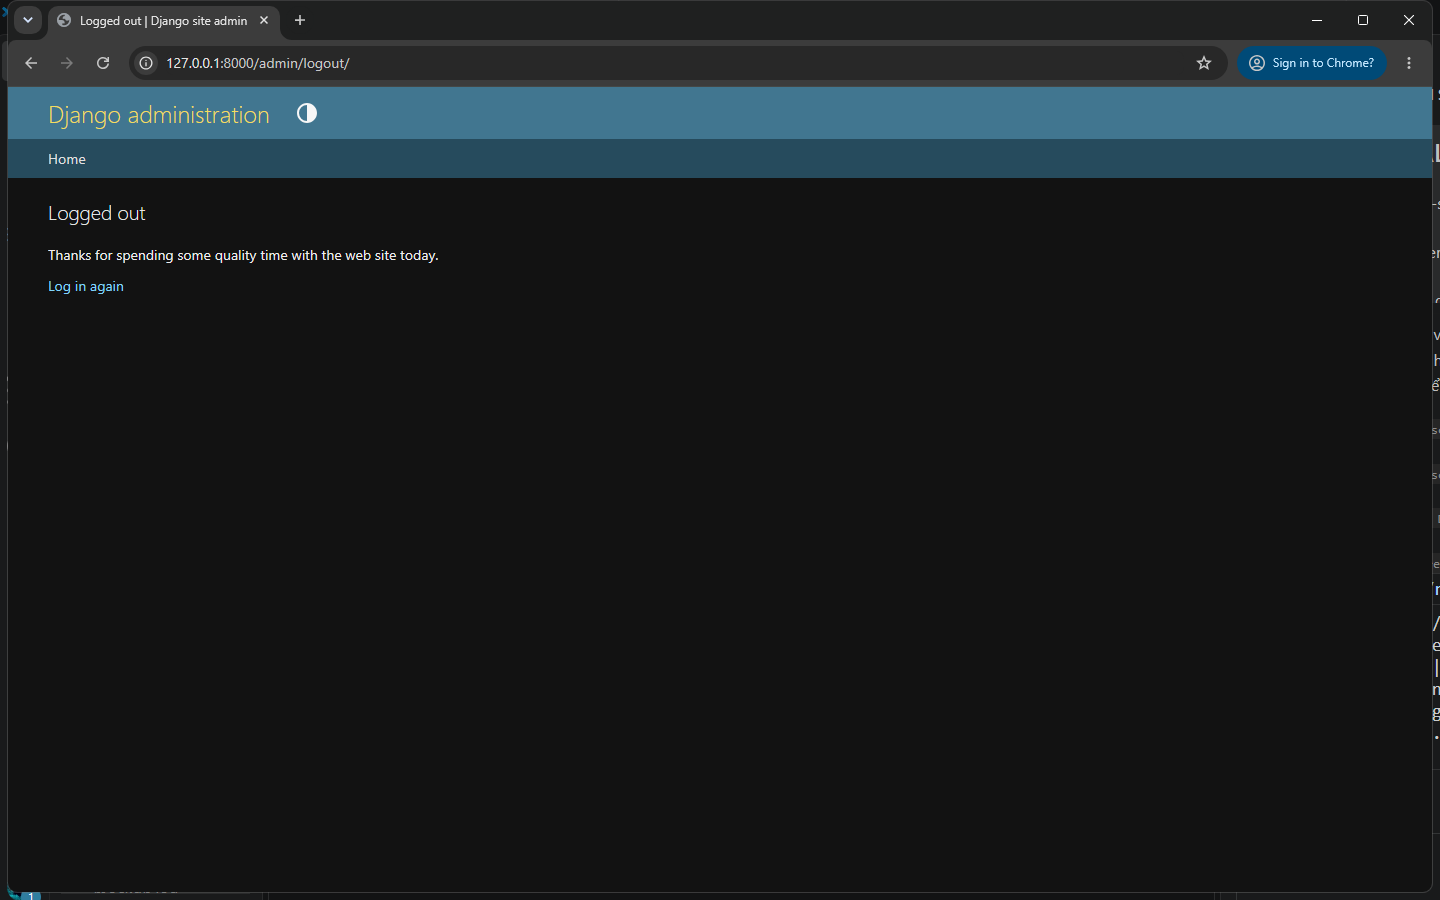 Logged out | Django site admin
127.0.0.1:8000/admin/logout/
Sign in to Chrome?
Django administration
Home
Logged out
Thanks for spending some quality time with the web site today.
Log in again
1